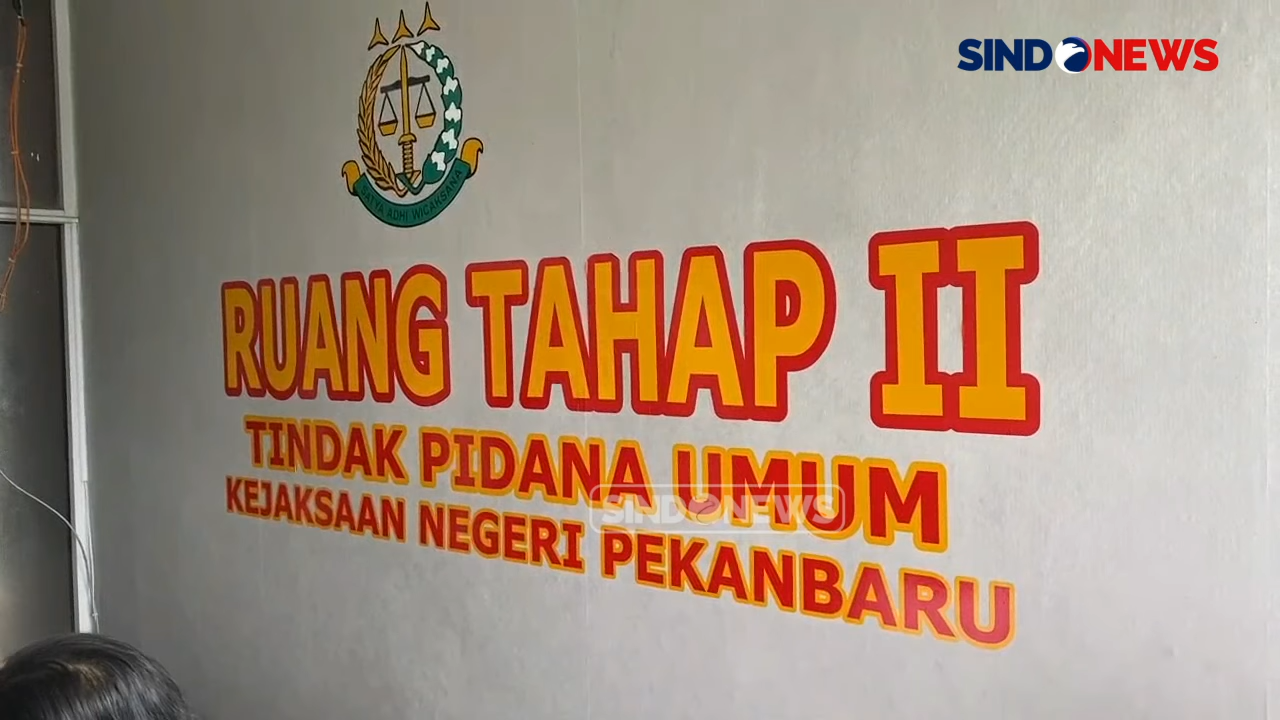 SINDONEWS
SATYA ADHI WICAKSANA
RUANG TAHAP II
TINDAK PIDANA UMUM
SINDONEWS
KEJAKSAAN NEGERI PEKANBARU